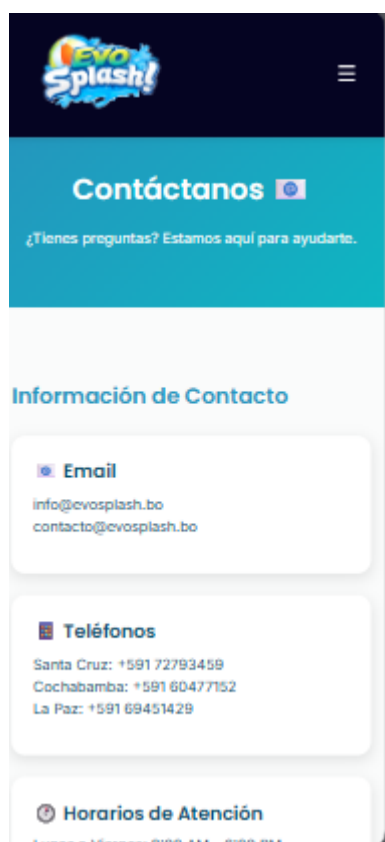 Evo
Splash!
Contáctanos
¿Tienes preguntas? Estamos aquí para ayudarte.
Información de Contacto
Email
info@evosplash.bo
contacto@evosplash.bo
Teléfonos
Santa Cruz: +591 72793459
Cochabamba: +591 60477152
La Paz: +591 69451429
Horarios de Atención